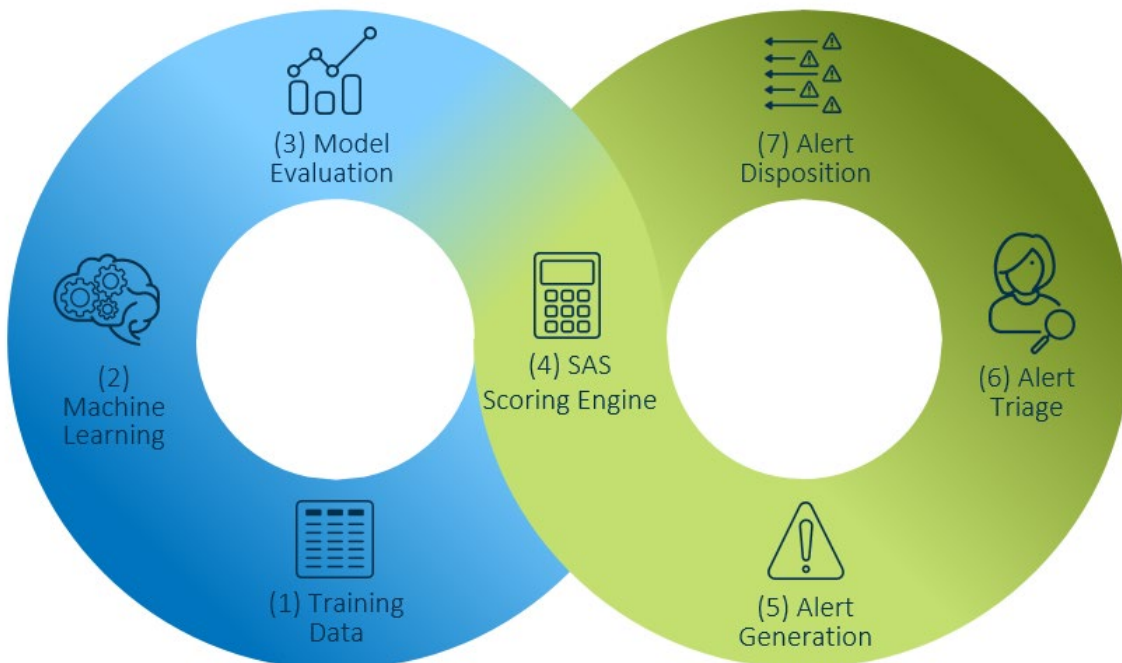 (3) Model
Evaluation
(7) Alert
Disposition
(2)
Machine
Learning
(4) SAS
Scoring Engine
(6) Alert
Triage
(1) Training
Data
(5) Alert
Generation